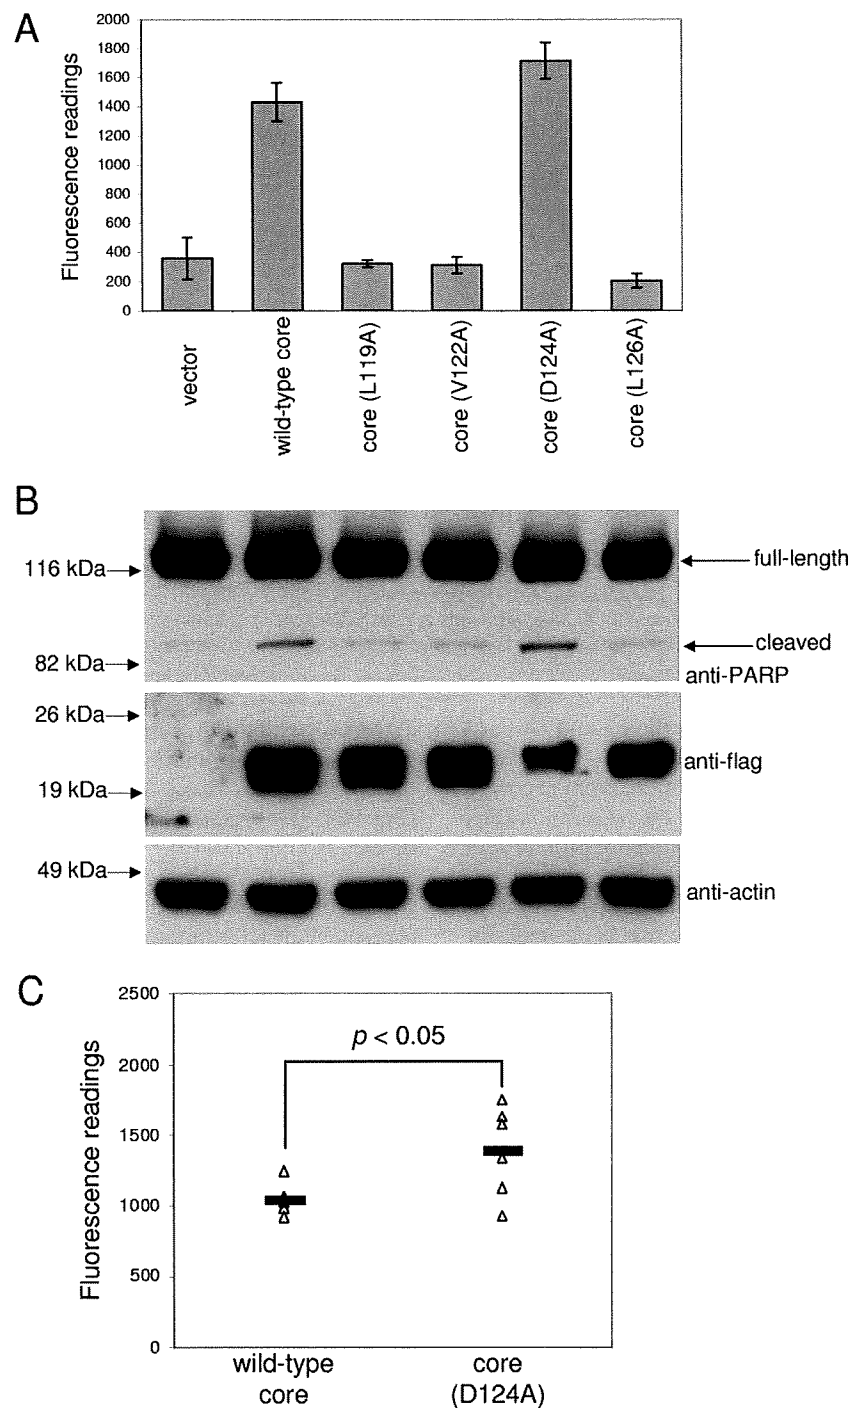 A
Fluorescence readings
2000
1800
1600
1400
1200
1000
800
600
400
200
0
vector
wild-type core
core (L119A)
core (V122A)
core (D124A)
core (L126A)
B
116 kDa
full-length
cleaved
82 kDa
anti-PARP
26 kDa
anti-flag
19 kDa
49 kDa
anti-actin
C
Fluorescence readings
2500
2000
1500
1000
500
0
p < 0.05
wild-type
core
core
(D124A)